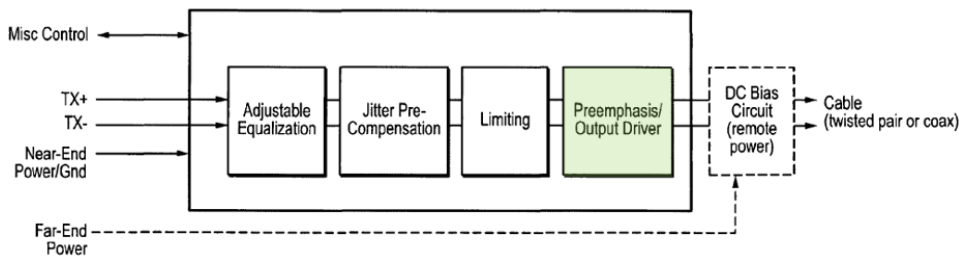 Misc Control
TX+
TX-
Near-End
Power/Gnd
Far-End
Power
Adjustable
Equalization
Jitter Pre-
Compensation
Limiting
Preemphasis/
Output Driver
DC Bias
Circuit
(remote
power)
Cable
(twisted pair or coax)